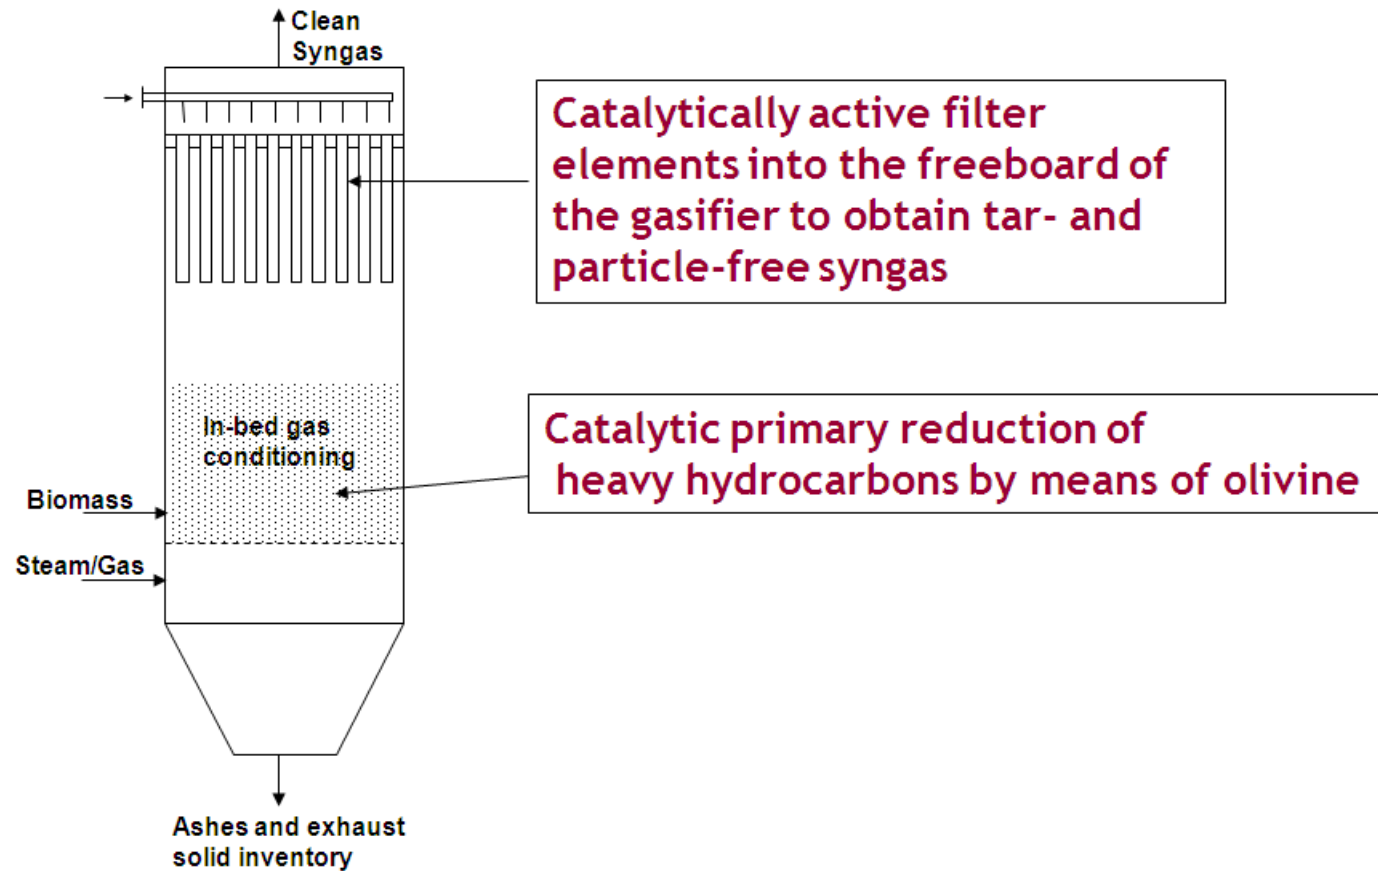 Clean
Syngas
Catalytically active filter
elements into the freeboard of
the gasifier to obtain tar- and
particle-free syngas
In-bed gas
conditioning
Catalytic primary reduction of
heavy hydrocarbons by means of olivine
Biomass
Steam/Gas
Ashes and exhaust
solid inventory